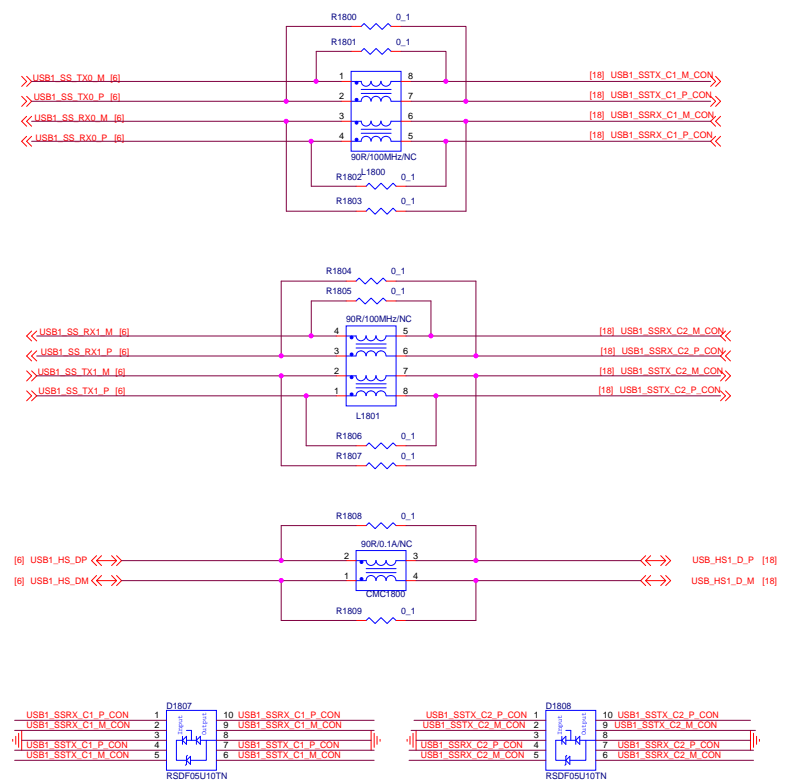 R1800 0_1
R1801 0_1
USB1_SS_TX0_M [6] 1 8 [18] USB1_SSTX_C1_M_CON
USB1_SS_TX0_P [6] 2 7 [18] USB1_SSTX_C1_P_CON
USB1_SS_RX0_M [6] 3 6 [18] USB1_SSRX_C1_M_CON
USB1_SS_RX0_P [6] 4 5 [18] USB1_SSRX_C1_P_CON
90R/100MHz/NC
L1800
R1802 0_1
R1803 0_1
R1804 0_1
R1805 0_1
90R/100MHz/NC
USB1_SS_RX1_M [6] 4 5 [18] USB1_SSRX_C2_M_CON
USB1_SS_RX1_P [6] 3 6 [18] USB1_SSRX_C2_P_CON
USB1_SS_TX1_M [6] 2 7 [18] USB1_SSTX_C2_M_CON
USB1_SS_TX1_P [6] 1 8 [18] USB1_SSTX_C2_P_CON
L1801
R1806 0_1
R1807 0_1
R1808 0_1
90R/0.1A/NC
[6] USB1_HS_DP 2 3 USB_HS1_D_P [18]
[6] USB1_HS_DM 1 4 USB_HS1_D_M [18]
CMC1800
R1809 0_1
D1807
USB1_SSRX_C1_P_CON 1 10 USB1_SSRX_C1_P_CON
USB1_SSRX_C1_M_CON 2 9 USB1_SSRX_C1_M_CON
3 8
USB1_SSTX_C1_P_CON 4 7 USB1_SSTX_C1_P_CON
USB1_SSTX_C1_M_CON 5 6 USB1_SSTX_C1_M_CON
Input Output
RSDF05U10TN
D1808
USB1_SSTX_C2_P_CON 1 10 USB1_SSTX_C2_P_CON
USB1_SSTX_C2_M_CON 2 9 USB1_SSTX_C2_M_CON
3 8
USB1_SSRX_C2_P_CON 4 7 USB1_SSRX_C2_P_CON
USB1_SSRX_C2_M_CON 5 6 USB1_SSRX_C2_M_CON
Input Output
RSDF05U10TN